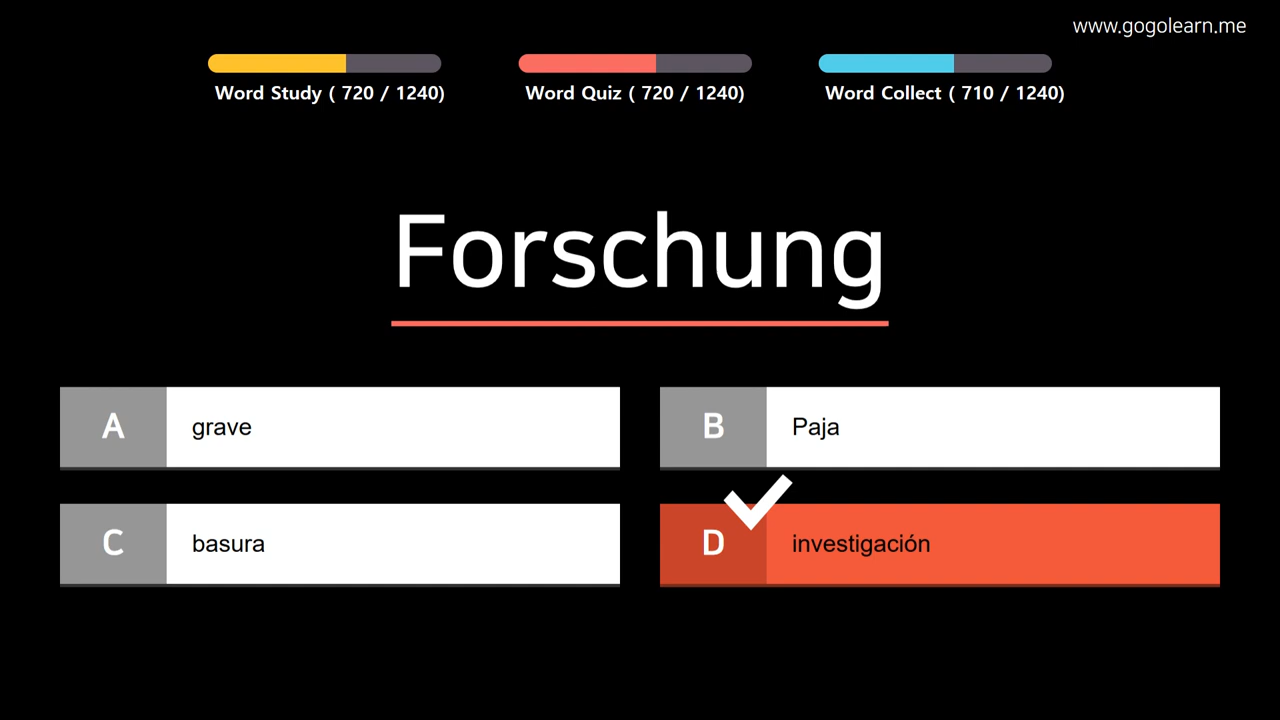 www.gogolearn.me
Word Study ( 720 / 1240)
Word Quiz ( 720 / 1240)
Word Collect ( 710 / 1240)
Forschung
A
grave
B
Paja
C
basura
D
investigación